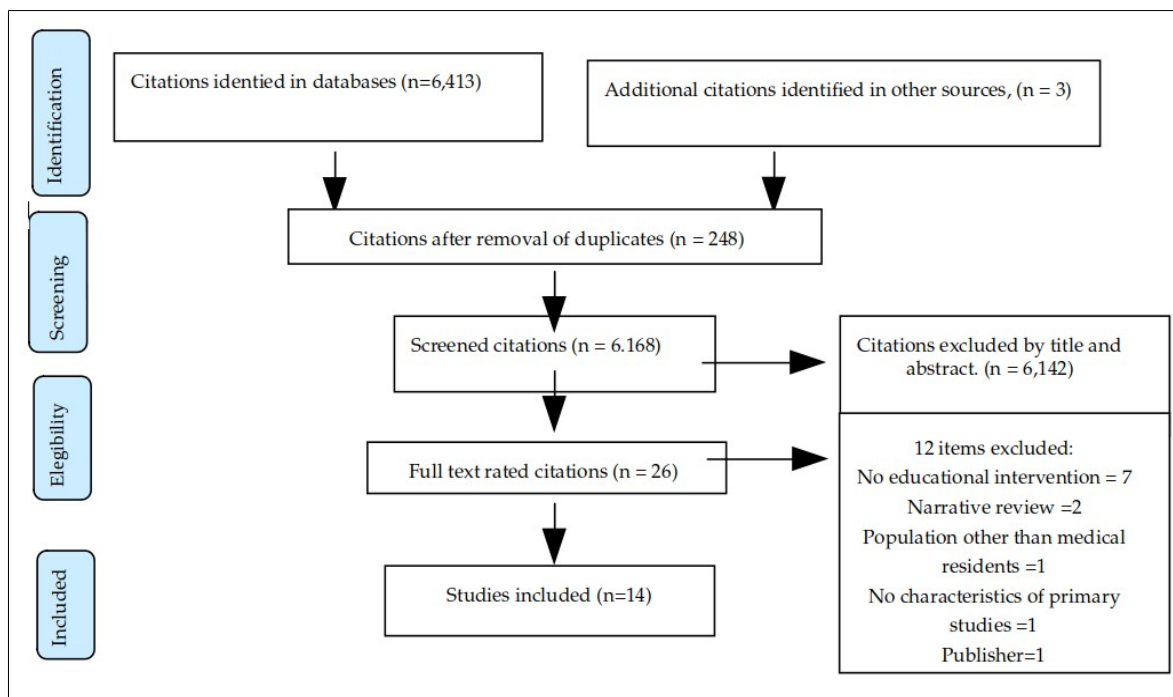 Identification
Citations identied in databases (n=6,413)
Additional citations identified in other sources, (n = 3)
Screening
Citations after removal of duplicates (n = 248)
Screened citations (n = 6.168)
Citations excluded by title and
abstract. (n = 6,142)
Elegibility
Full text rated citations (n = 26)
12 items excluded:
No educational intervention = 7
Narrative review =2
Population other than medical
residents =1
No characteristics of primary
studies =1
Publisher=1
Included
Studies included (n=14)